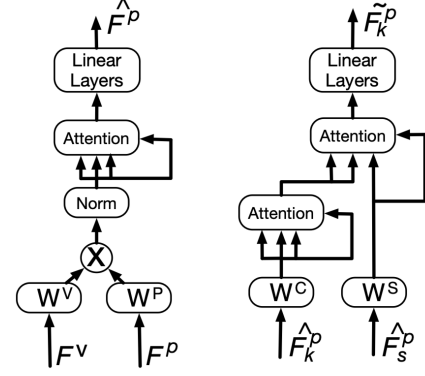 F̂^p
Linear
Layers
Attention
Norm
X
W^V
W^P
F^v
F^p
F̃_k^p
Linear
Layers
Attention
Attention
W^C
W^S
F̂_k^p
F̂_s^p